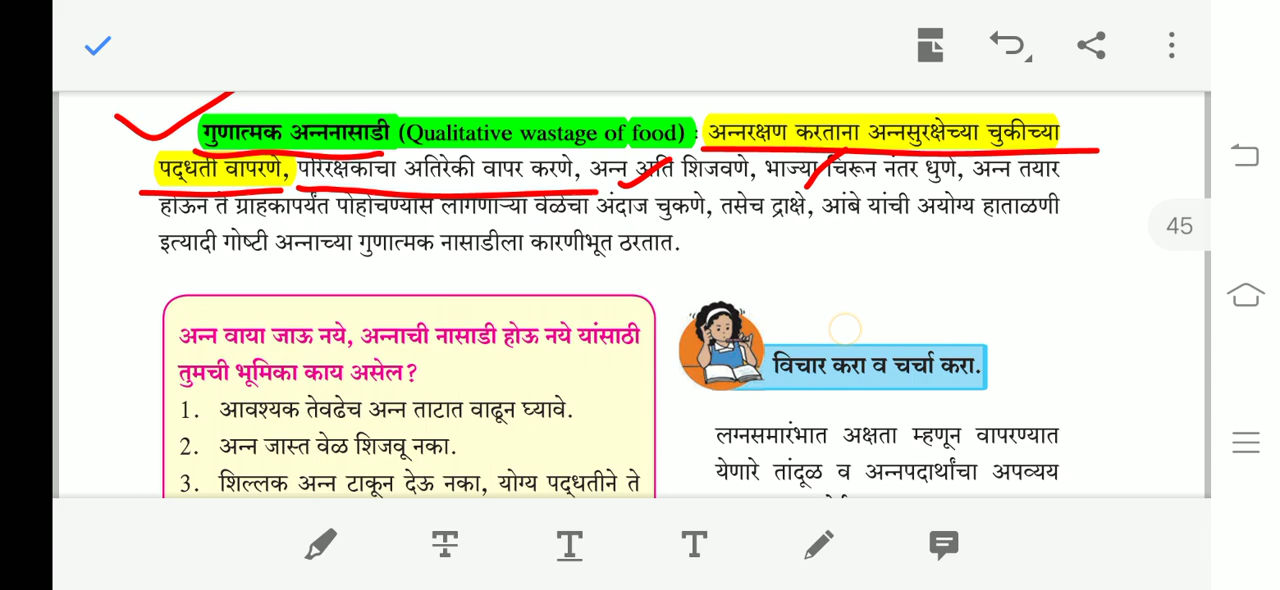 गुणात्मक अन्ननासाडी (Qualitative wastage of food) : अन्नरक्षण करताना अन्नसुरक्षेच्या चुकीच्या
पद्धती वापरणे, परिरक्षकाचा अतिरेकी वापर करणे, अन्न अति शिजवणे, भाज्या चिरून नंतर धुणे, अन्न तयार
होऊन ते ग्राहकापर्यंत पोहोचण्यास लागणाऱ्या वेळेचा अंदाज चुकणे, तसेच द्राक्षे, आंबे यांची अयोग्य हाताळणी
इत्यादी गोष्टी अन्नाच्या गुणात्मक नासाडीला कारणीभूत ठरतात.
45
अन्न वाया जाऊ नये, अन्नाची नासाडी होऊ नये यांसाठी
तुमची भूमिका काय असेल?
1. आवश्यक तेवढेच अन्न ताटात वाढून घ्यावे.
2. अन्न जास्त वेळ शिजवू नका.
3. शिल्लक अन्न टाकून देऊ नका, योग्य पद्धतीने ते
विचार करा व चर्चा करा.
लग्नसमारंभात अक्षता म्हणून वापरण्यात
येणारे तांदूळ व अन्नपदार्थांचा अपव्यय
T T T